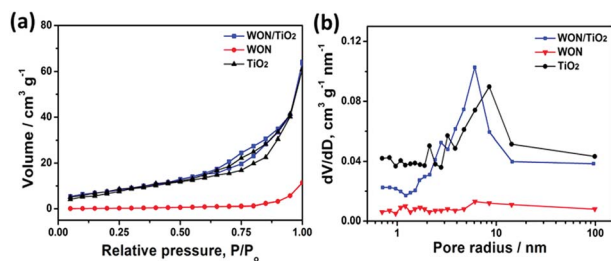 (a)
80
60
40
20
0
Volume / cm³ g⁻¹
WON/TiO₂
WON
TiO₂
0.00 0.25 0.50 0.75 1.00
Relative pressure, P/Pₒ
(b)
0.12
0.08
0.04
0.00
dV/dD, cm³ g⁻¹ nm⁻¹
WON/TiO₂
WON
TiO₂
1 10 100
Pore radius / nm